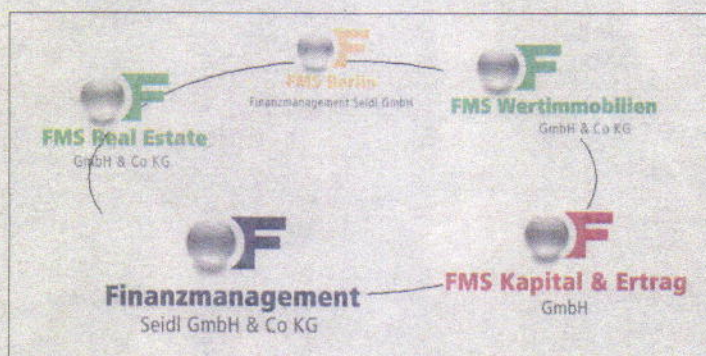 F
FMS Berlin
Finanzmanagement Seidl GmbH
F
FMS Real Estate
GmbH & Co KG
F
FMS Wertimmobilien
GmbH & Co KG
F
Finanzmanagement
Seidl GmbH & Co KG
F
FMS Kapital & Ertrag
GmbH